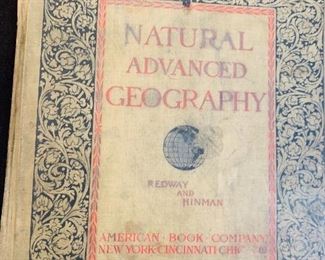 NATURAL
ADVANCED
GEOGRAPHY
REDWAY
AND
HINMAN
AMERICAN · BOOK · COMPANY
NEW YORK · CINCINNATI